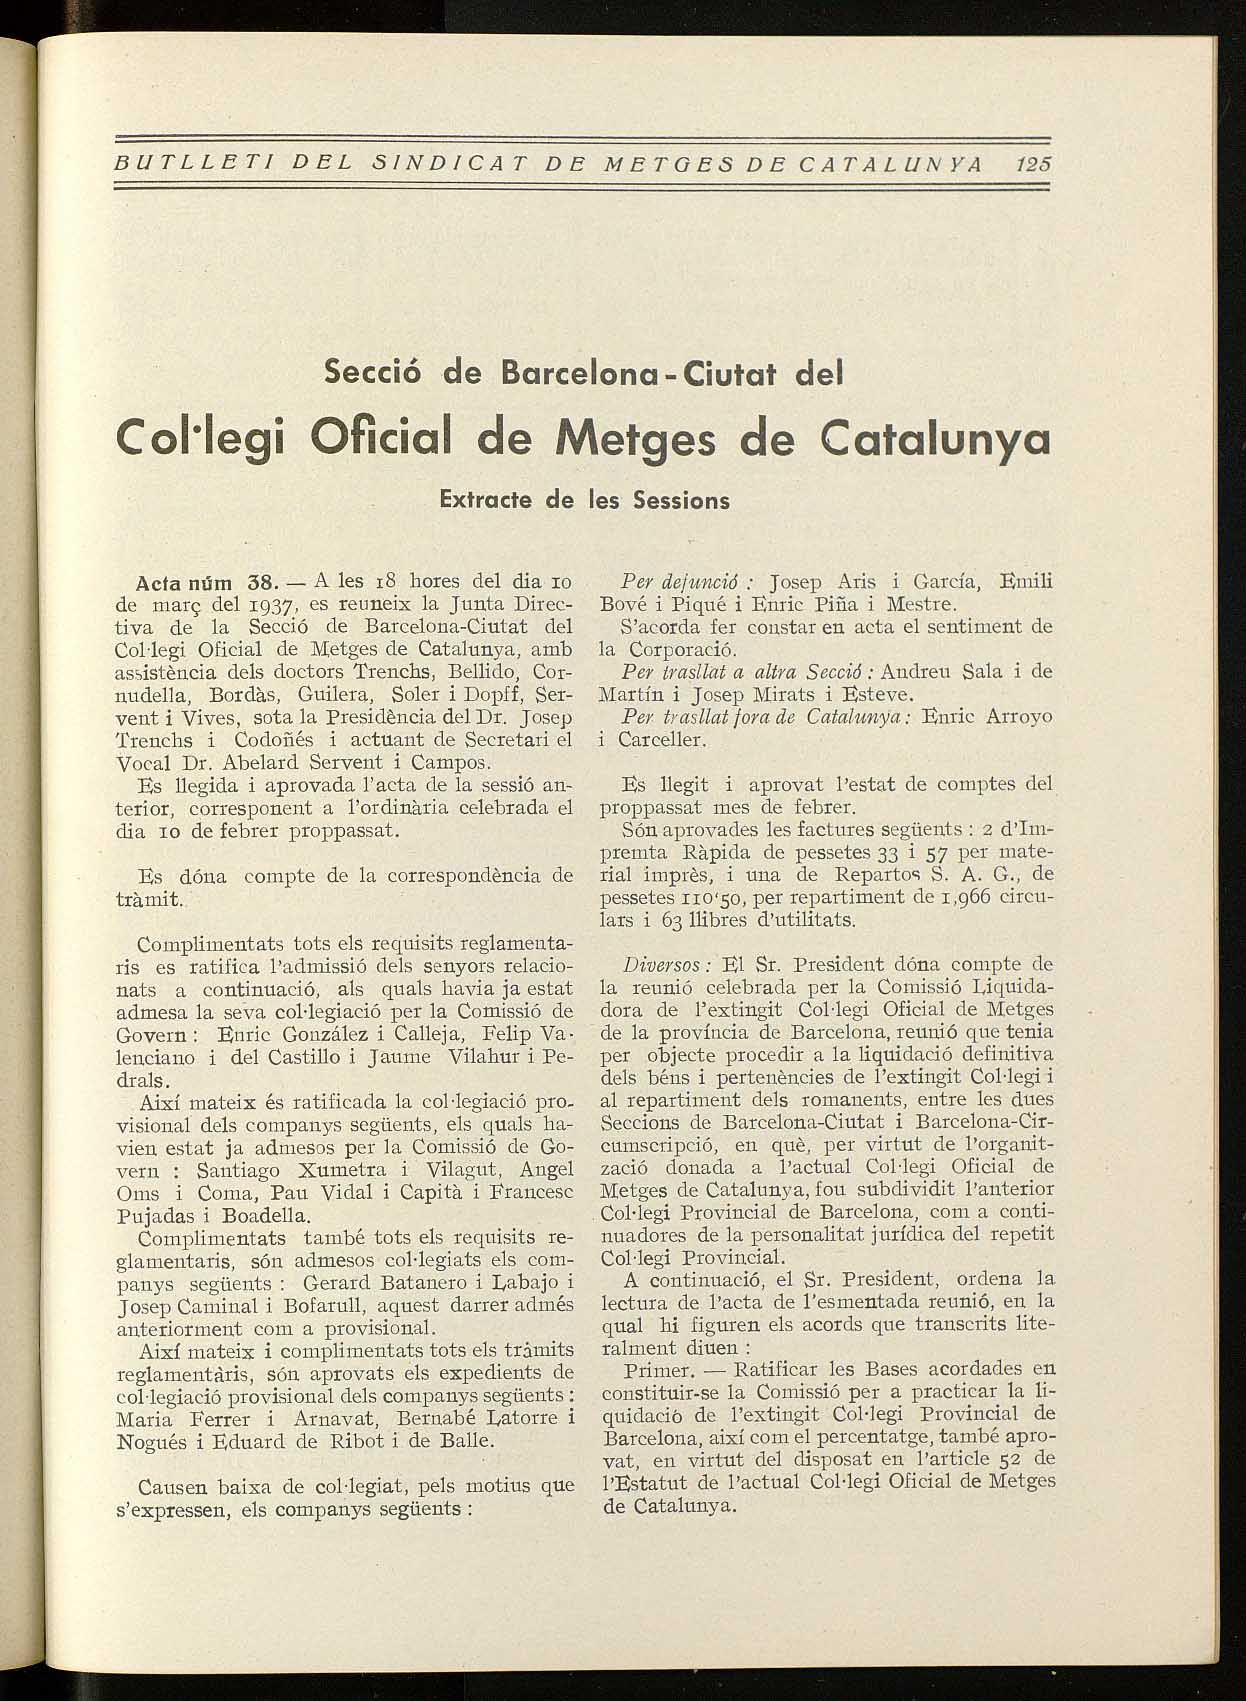 BUTLLETI DEL SINDICAT DE METGES DE CATALUNYA 125
Secció de Barcelona-Ciutat del
Col·legi Oficial de Metges de Catalunya
Extracte de les Sessions
Acta núm 38. — A les 18 hores del dia 10
de març del 1937, es reuneix la Junta Direc-
tiva de la Secció de Barcelona-Ciutat del
Col·legi Oficial de Metges de Catalunya, amb
assistència dels doctors Trenchs, Bellido, Cor-
nudella, Bordàs, Guilera, Soler i Dopff, Ser-
vent i Vives, sota la Presidència del Dr. Josep
Trenchs i Codoñés i actuant de Secretari el
Vocal Dr. Abelard Servent i Campos.
Es llegida i aprovada l'acta de la sessió an-
terior, corresponent a l'ordinària celebrada el
dia 10 de febrer proppassat.
Es dóna compte de la correspondència de
tràmit.
Complimentats tots els requisits reglamenta-
ris es ratifica l'admissió dels senyors relacio-
nats a continuació, als quals havia ja estat
admesa la seva col·legiació per la Comissió de
Govern : Enric González i Calleja, Felip Va-
lenciano i del Castillo i Jaume Vilahur i Pe-
drals.
Així mateix és ratificada la col·legiació pro-
visional dels companys següents, els quals ha-
vien estat ja admesos per la Comissió de Go-
vern : Santiago Xumetra i Vilagut, Angel
Oms i Coma, Pau Vidal i Capità i Francesc
Pujadas i Boadella.
Complimentats també tots els requisits re-
glamentaris, són admesos col·legiats els com-
panys següents : Gerard Batanero i Labajo i
Josep Caminal i Bofarull, aquest darrer admés
anteriorment com a provisional.
Així mateix i complimentats tots els tràmits
reglamentàris, són aprovats els expedients de
col·legiació provisional dels companys següents :
Maria Ferrer i Arnavat, Bernabé Latorre i
Nogués i Eduard de Ribot i de Balle.
Causen baixa de col·legiat, pels motius que
s'expressen, els companys següents :
Per defunció : Josep Aris i García, Emili
Bové i Piqué i Enric Piña i Mestre.
S'acorda fer constar en acta el sentiment de
la Corporació.
Per trasllat a altra Secció : Andreu Sala i de
Martín i Josep Mirats i Esteve.
Per trasllat fora de Catalunya : Enric Arroyo
i Carceller.
Es llegit i aprovat l'estat de comptes del
proppassat mes de febrer.
Són aprovades les factures següents : 2 d'Im-
premta Ràpida de pessetes 33 i 57 per mate-
rial imprès, i una de Repartos S. A. G., de
pessetes 110'50, per repartiment de 1,966 circu-
lars i 63 llibres d'utilitats.
Diversos : El Sr. President dóna compte de
la reunió celebrada per la Comissió Liquida-
dora de l'extingit Col·legi Oficial de Metges
de la província de Barcelona, reunió que tenia
per objecte procedir a la liquidació definitiva
dels béns i pertenències de l'extingit Col·legi i
al repartiment dels romanents, entre les dues
Seccions de Barcelona-Ciutat i Barcelona-Cir-
cumscripció, en què, per virtut de l'organit-
zació donada a l'actual Col·legi Oficial de
Metges de Catalunya, fou subdividit l'anterior
Col·legi Provincial de Barcelona, com a conti-
nuadores de la personalitat jurídica del repetit
Col·legi Provincial.
A continuació, el Sr. President, ordena la
lectura de l'acta de l'esmentada reunió, en la
qual hi figuren els acords que transcrits lite-
ralment diuen :
Primer. — Ratificar les Bases acordades en
constituir-se la Comissió per a practicar la li-
quidació de l'extingit Col·legi Provincial de
Barcelona, així com el percentatge, també apro-
vat, en virtut del disposat en l'article 52 de
l'Estatut de l'actual Col·legi Oficial de Metges
de Catalunya.